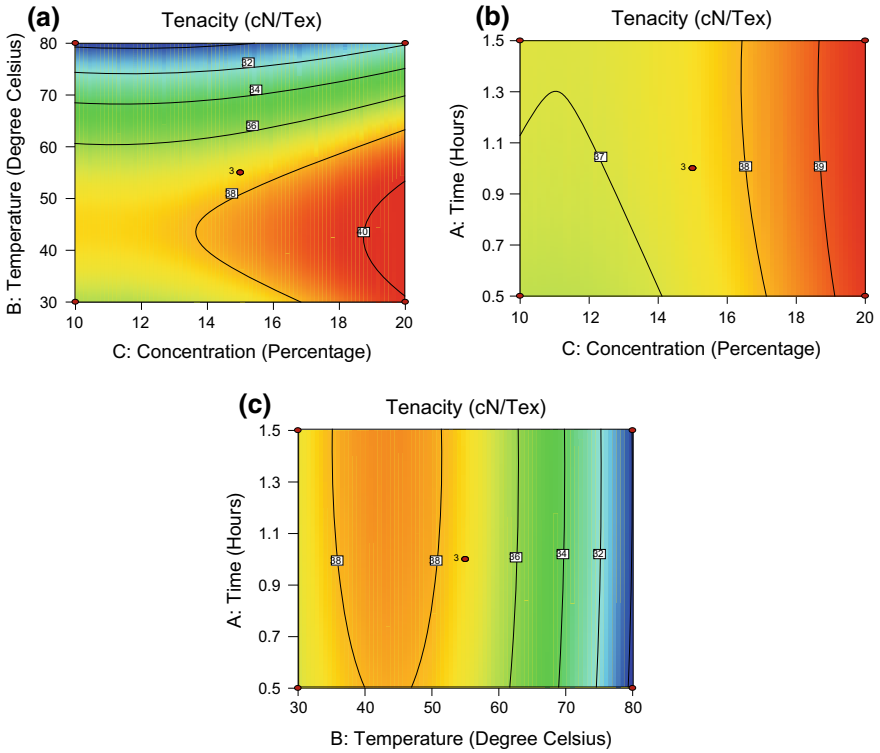 (a)
Tenacity (cN/Tex)
B: Temperature (Degree Celsius)
80
70
60
50
40
30
32
34
36
3
38
40
10 12 14 16 18 20
C: Concentration (Percentage)
(b)
Tenacity (cN/Tex)
A: Time (Hours)
1.5
1.3
1.1
0.9
0.7
0.5
37
3
38
39
10 12 14 16 18 20
C: Concentration (Percentage)
(c)
Tenacity (cN/Tex)
A: Time (Hours)
1.5
1.3
1.1
0.9
0.7
0.5
38
38
3
36
34
32
30 40 50 60 70 80
B: Temperature (Degree Celsius)